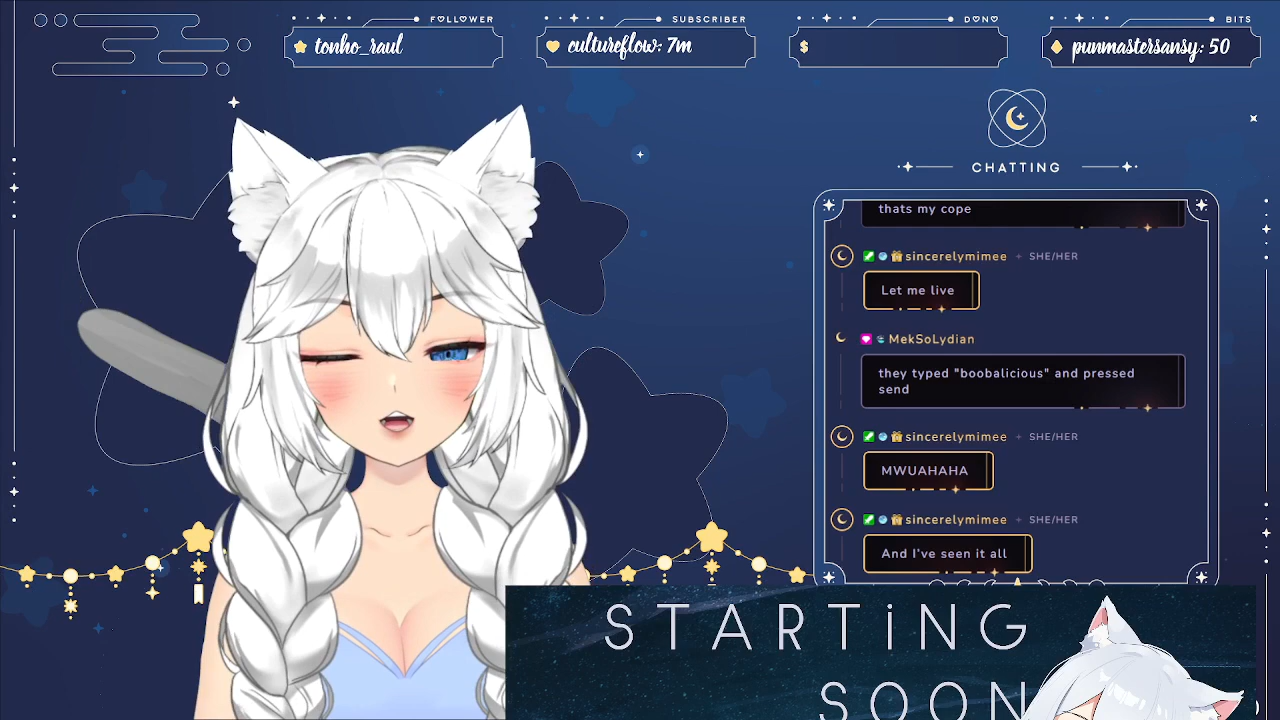 FOLLOWER
tonho_raul
SUBSCRIBER
cultureflow: 7m
DONO
$
BITS
punmastersansy: 50
CHATTING
thats my cope
sincerelymimee SHE/HER
Let me live
MekSoLydian
they typed "boobalicious" and pressed
send
sincerelymimee SHE/HER
MWUAHAHA
sincerelymimee SHE/HER
And I've seen it all
STARTING
SOON